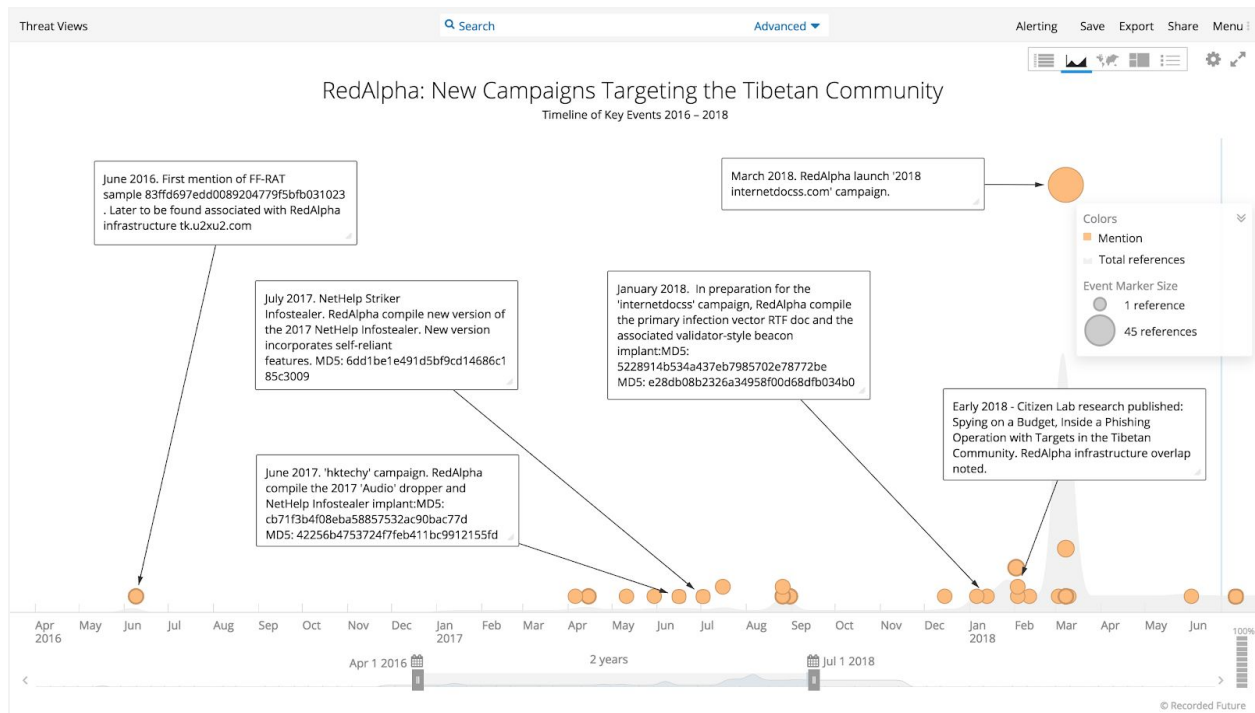 Threat Views
Search
Advanced
Alerting Save Export Share Menu
RedAlpha: New Campaigns Targeting the Tibetan Community
Timeline of Key Events 2016 – 2018
June 2016. First mention of FF-RAT
sample 83ffd697edd0089204779f5bfb031023
. Later to be found associated with RedAlpha
infrastructure tk.u2xu2.com
March 2018. RedAlpha launch '2018
internetdocss.com' campaign.
Colors
Mention
Total references
Event Marker Size
1 reference
45 references
July 2017. NetHelp Striker
Infostealer. RedAlpha compile new version of
the 2017 NetHelp Infostealer. New version
incorporates self-reliant
features. MD5: 6dd1be1e491d5bf9cd14686c1
85c3009
January 2018. In preparation for the
'internetdocss' campaign, RedAlpha compile
the primary infection vector RTF doc and the
associated validator-style beacon
implant:MD5:
5228914b534a437eb7985702e78772be
MD5: e28db08b2326a34958f00d68dfb034b0
Early 2018 - Citizen Lab research published:
Spying on a Budget, Inside a Phishing
Operation with Targets in the Tibetan
Community. RedAlpha infrastructure overlap
noted.
June 2017. 'hktechy' campaign. RedAlpha
compile the 2017 'Audio' dropper and
NetHelp Infostealer implant:MD5:
cb71f3b4f08eba58857532ac90bac77d
MD5: 42256b4753724f7feb411bc9912155fd
Apr May Jun Jul Aug Sep Oct Nov Dec Jan Feb Mar Apr May Jun Jul Aug Sep Oct Nov Dec Jan Feb Mar Apr May Jun
2016 2017 2018
100%
Apr 1 2016 2 years Jul 1 2018
© Recorded Future